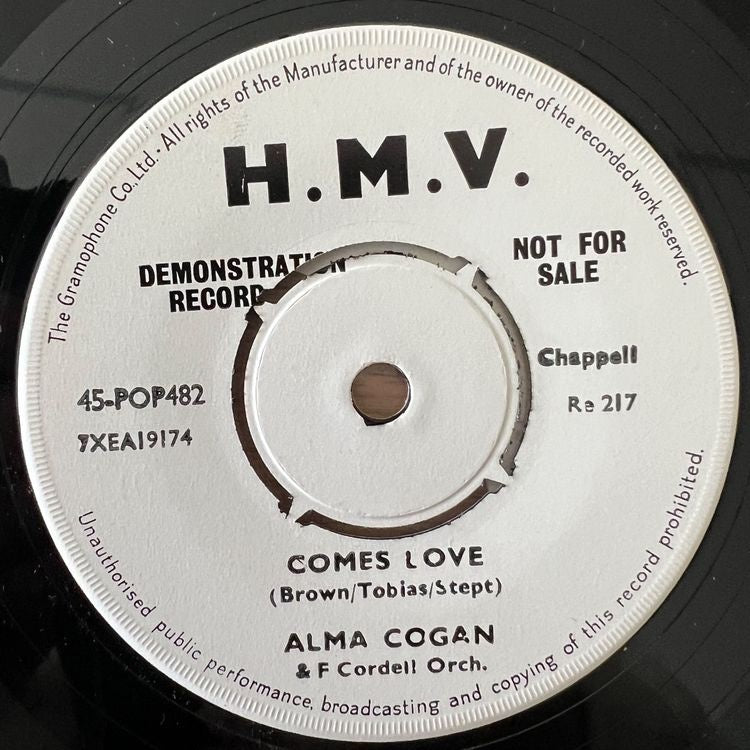 The Gramophone Co., Ltd. · All rights of the Manufacturer and of the owner of the recorded work reserved.
H.M.V.
DEMONSTRATION
RECORD
NOT FOR
SALE
45-POP482
7XEA19174
Chappell
Re 217
COMES LOVE
(Brown/Tobias/Stept)
ALMA COGAN
& F Cordell Orch.
Unauthorised public performance, broadcasting and copying of this record prohibited.